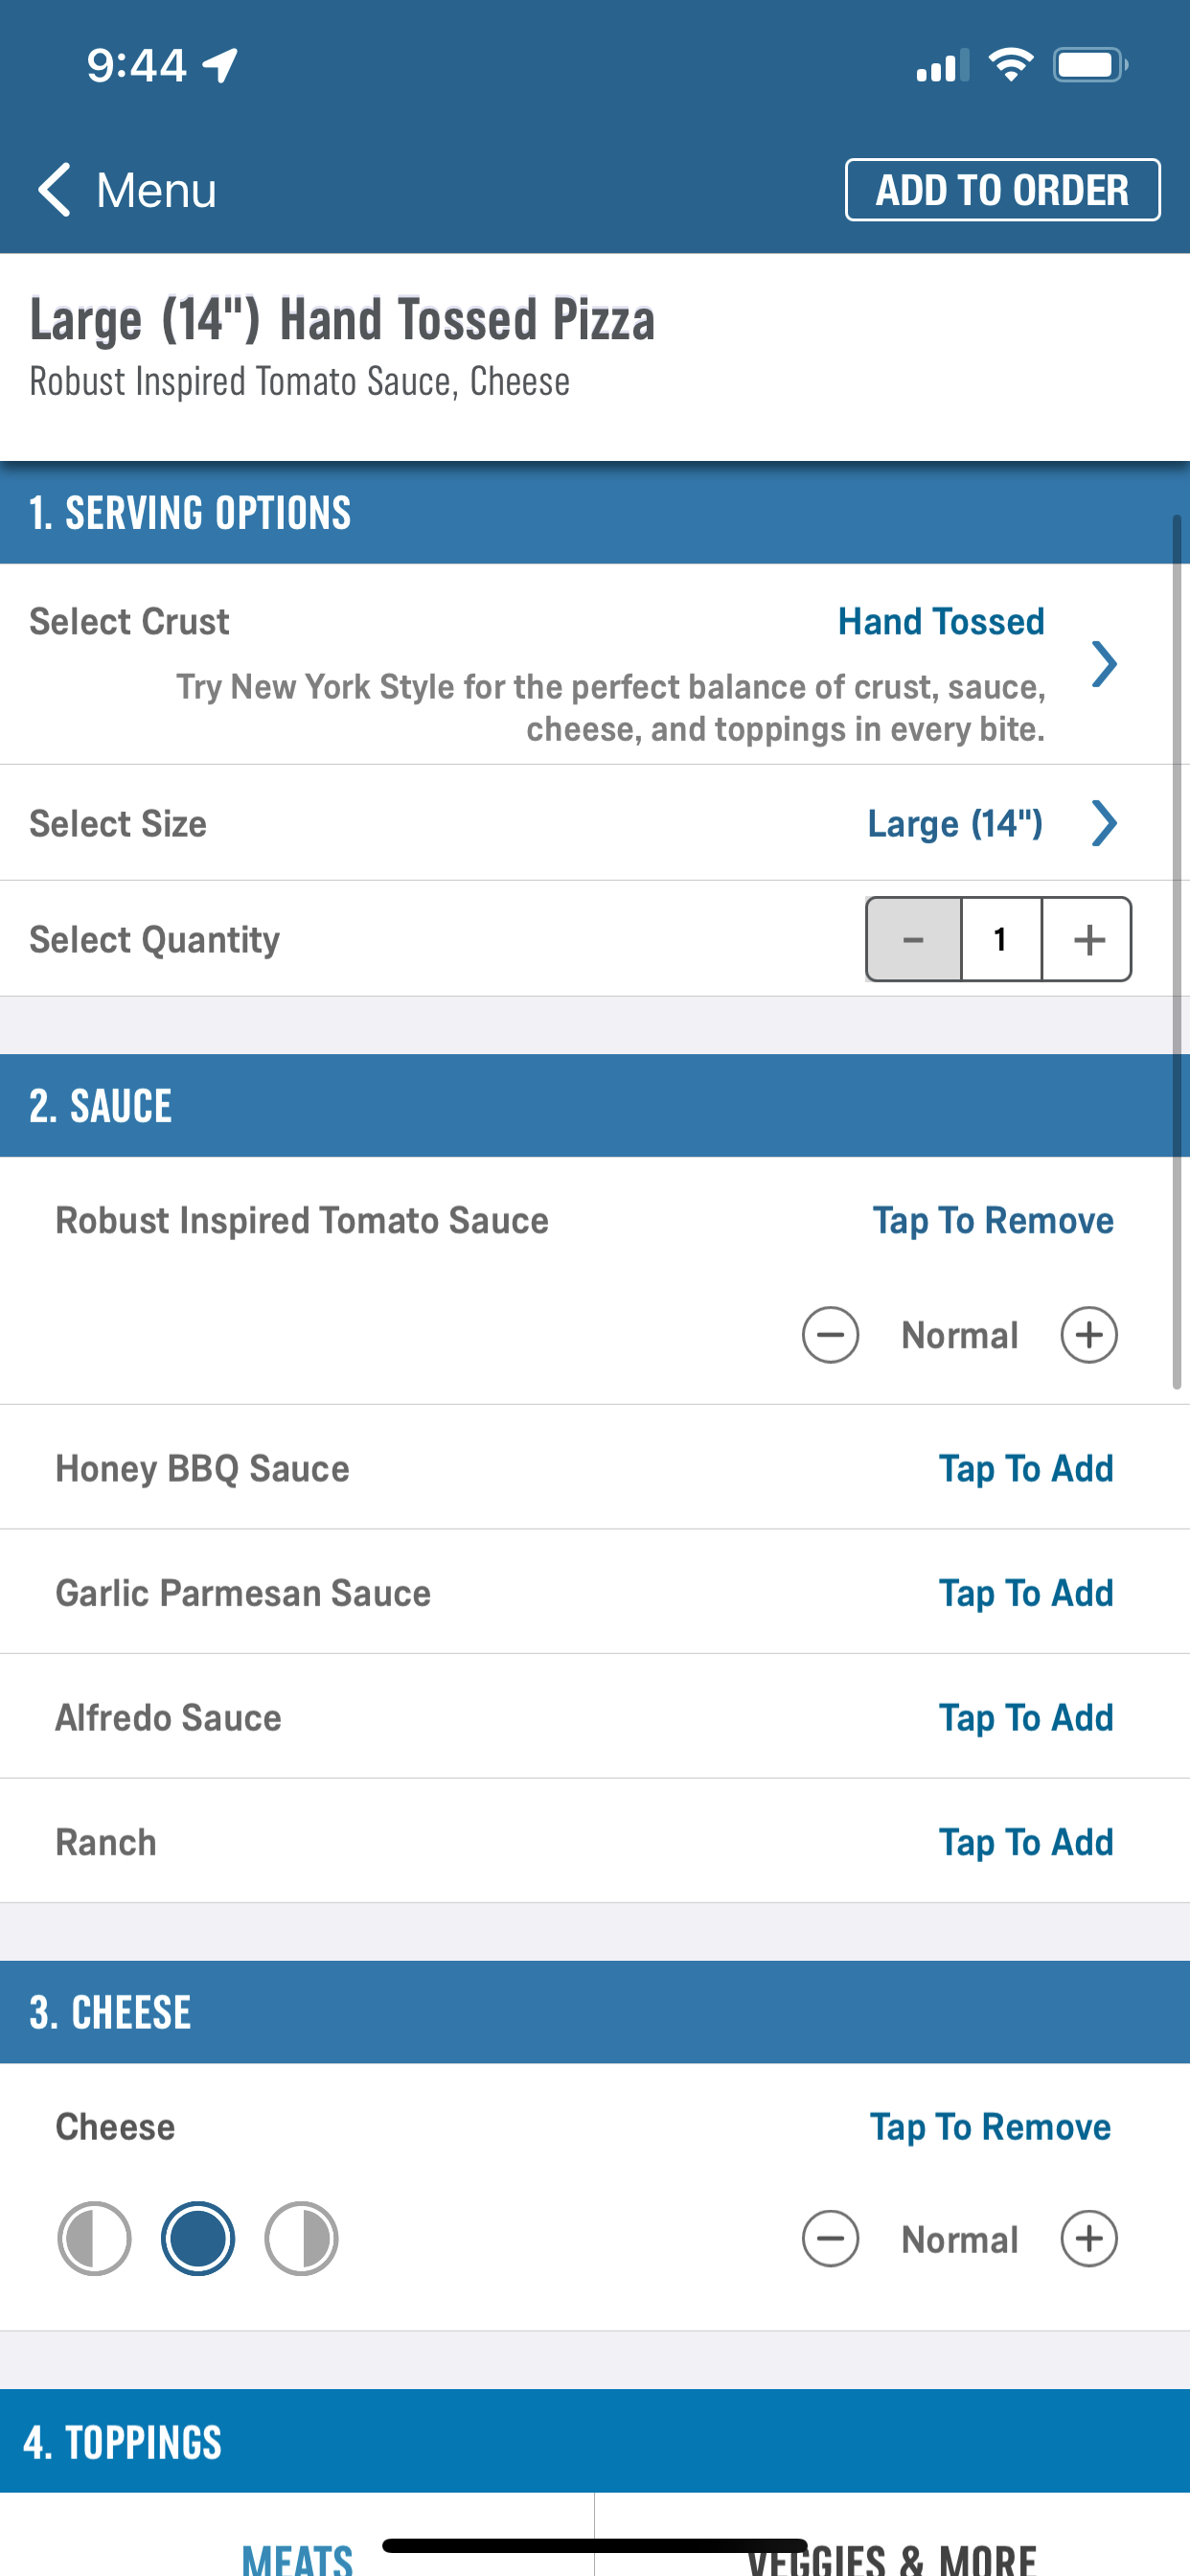 9:44
Menu
ADD TO ORDER
Large (14") Hand Tossed Pizza
Robust Inspired Tomato Sauce, Cheese
1. SERVING OPTIONS
Select Crust
Hand Tossed
Try New York Style for the perfect balance of crust, sauce,
cheese, and toppings in every bite.
Select Size
Large (14")
Select Quantity
- 1 +
2. SAUCE
Robust Inspired Tomato Sauce
Tap To Remove
Normal
Honey BBQ Sauce
Tap To Add
Garlic Parmesan Sauce
Tap To Add
Alfredo Sauce
Tap To Add
Ranch
Tap To Add
3. CHEESE
Cheese
Tap To Remove
Normal
4. TOPPINGS
MEATS
VEGGIES & MORE